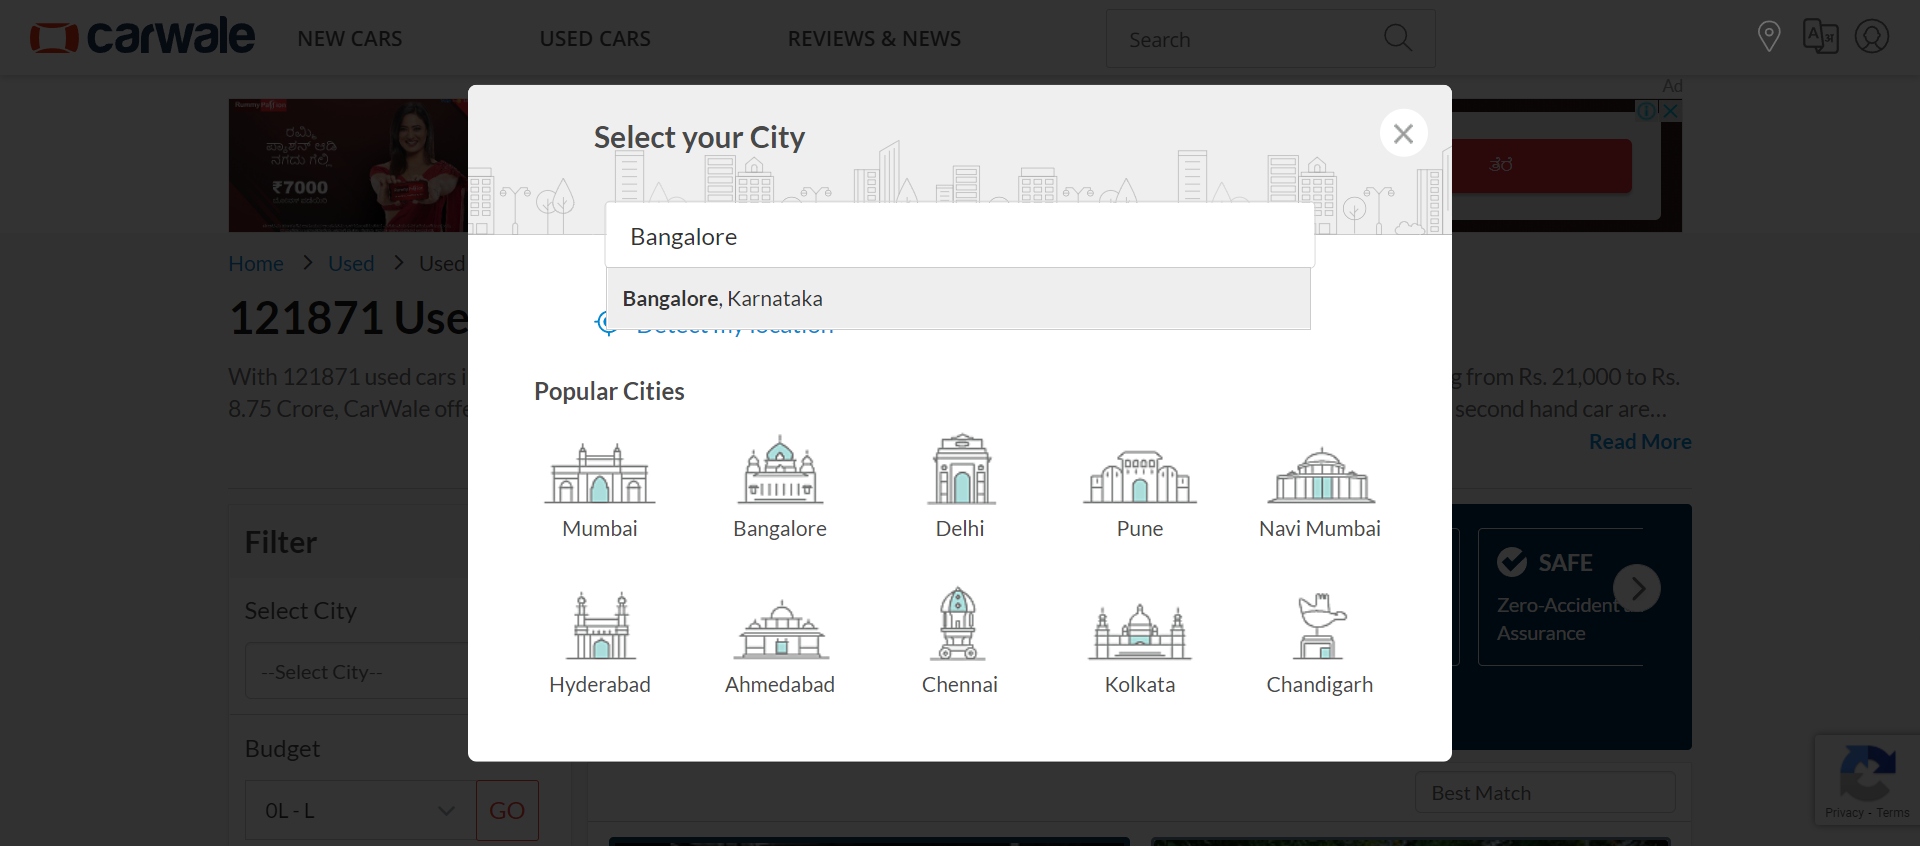 carwale
NEW CARS
USED CARS
REVIEWS & NEWS
Search
Ad
ರಮ್ಮಿ
ಪ್ಯಾಶನ್ ಆಡಿ
ನಗದು ಗೆಲ್ಲಿ
₹7000
ತೆರೆ
Select your City
Bangalore
Bangalore, Karnataka
Detect my location
Home > Used > Used
121871 Use
With 121871 used cars i
g from Rs. 21,000 to Rs.
8.75 Crore, CarWale offe
second hand car are...
Read More
Popular Cities
Mumbai
Bangalore
Delhi
Pune
Navi Mumbai
Hyderabad
Ahmedabad
Chennai
Kolkata
Chandigarh
Filter
Select City
--Select City--
Budget
0L - L
GO
SAFE
Zero-Accident
Assurance
Best Match
Privacy - Terms